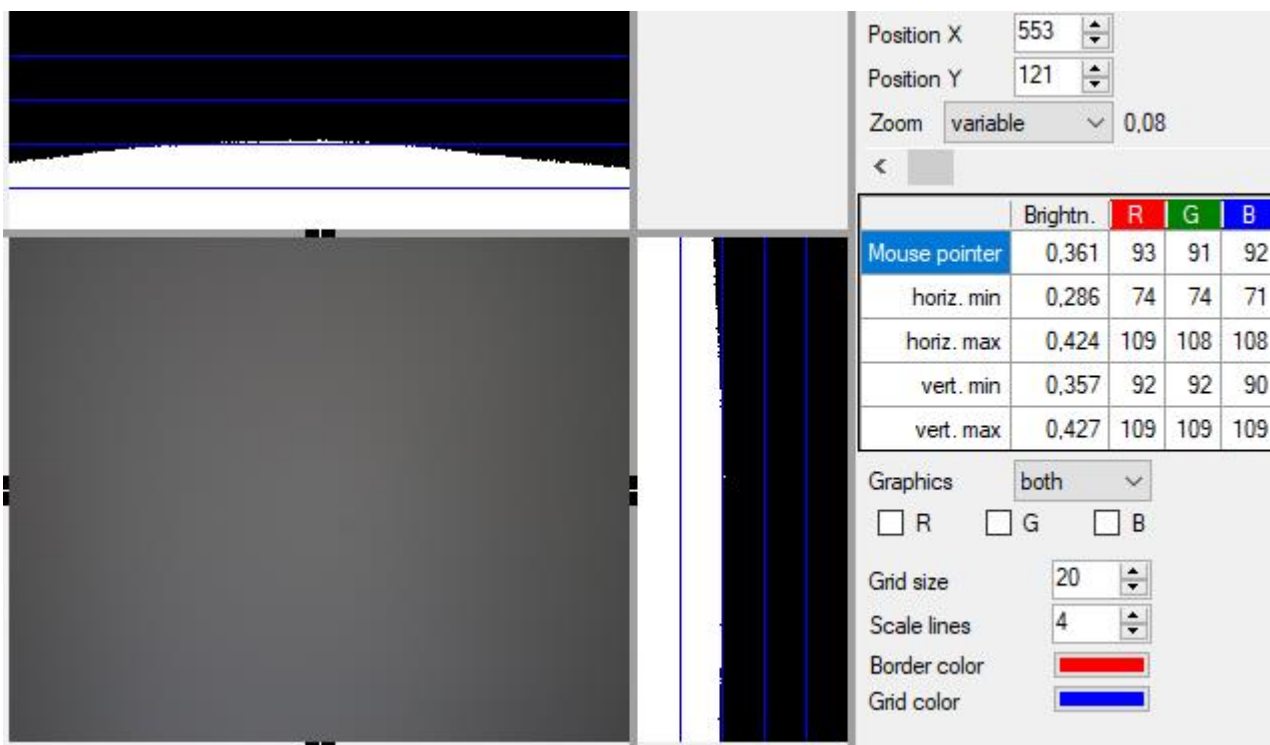 Position X 553
Position Y 121
Zoom variable 0,08
<
Brightn. R G B
Mouse pointer 0,361 93 91 92
horiz. min 0,286 74 74 71
horiz. max 0,424 109 108 108
vert. min 0,357 92 92 90
vert. max 0,427 109 109 109
Graphics both
R G B
Grid size 20
Scale lines 4
Border color
Grid color